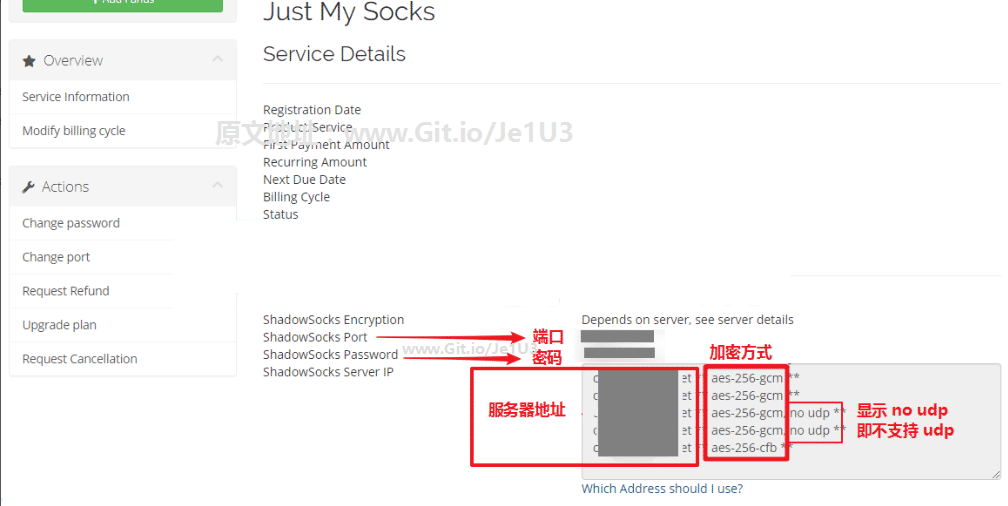 Add Funds
Just My Socks
Service Details
Overview
Service Information
Modify billing cycle
Actions
Change password
Change port
Request Refund
Upgrade plan
Request Cancellation
Registration Date
Product/Service
原文地址：www.Git.io/Je1U3
First Payment Amount
Recurring Amount
Next Due Date
Billing Cycle
Status
ShadowSocks Encryption
Depends on server, see server details
ShadowSocks Port
端口
ShadowSocks Password
www.Git.io/Je1U3
密码
ShadowSocks Server IP
加密方式
服务器地址
c et ** aes-256-gcm **
c et ** aes-256-gcm **
et ** aes-256-gcm, no udp **
c et ** aes-256-gcm, no udp **
c et ** aes-256-cfb **
显示 no udp
即不支持 udp
Which Address should I use?